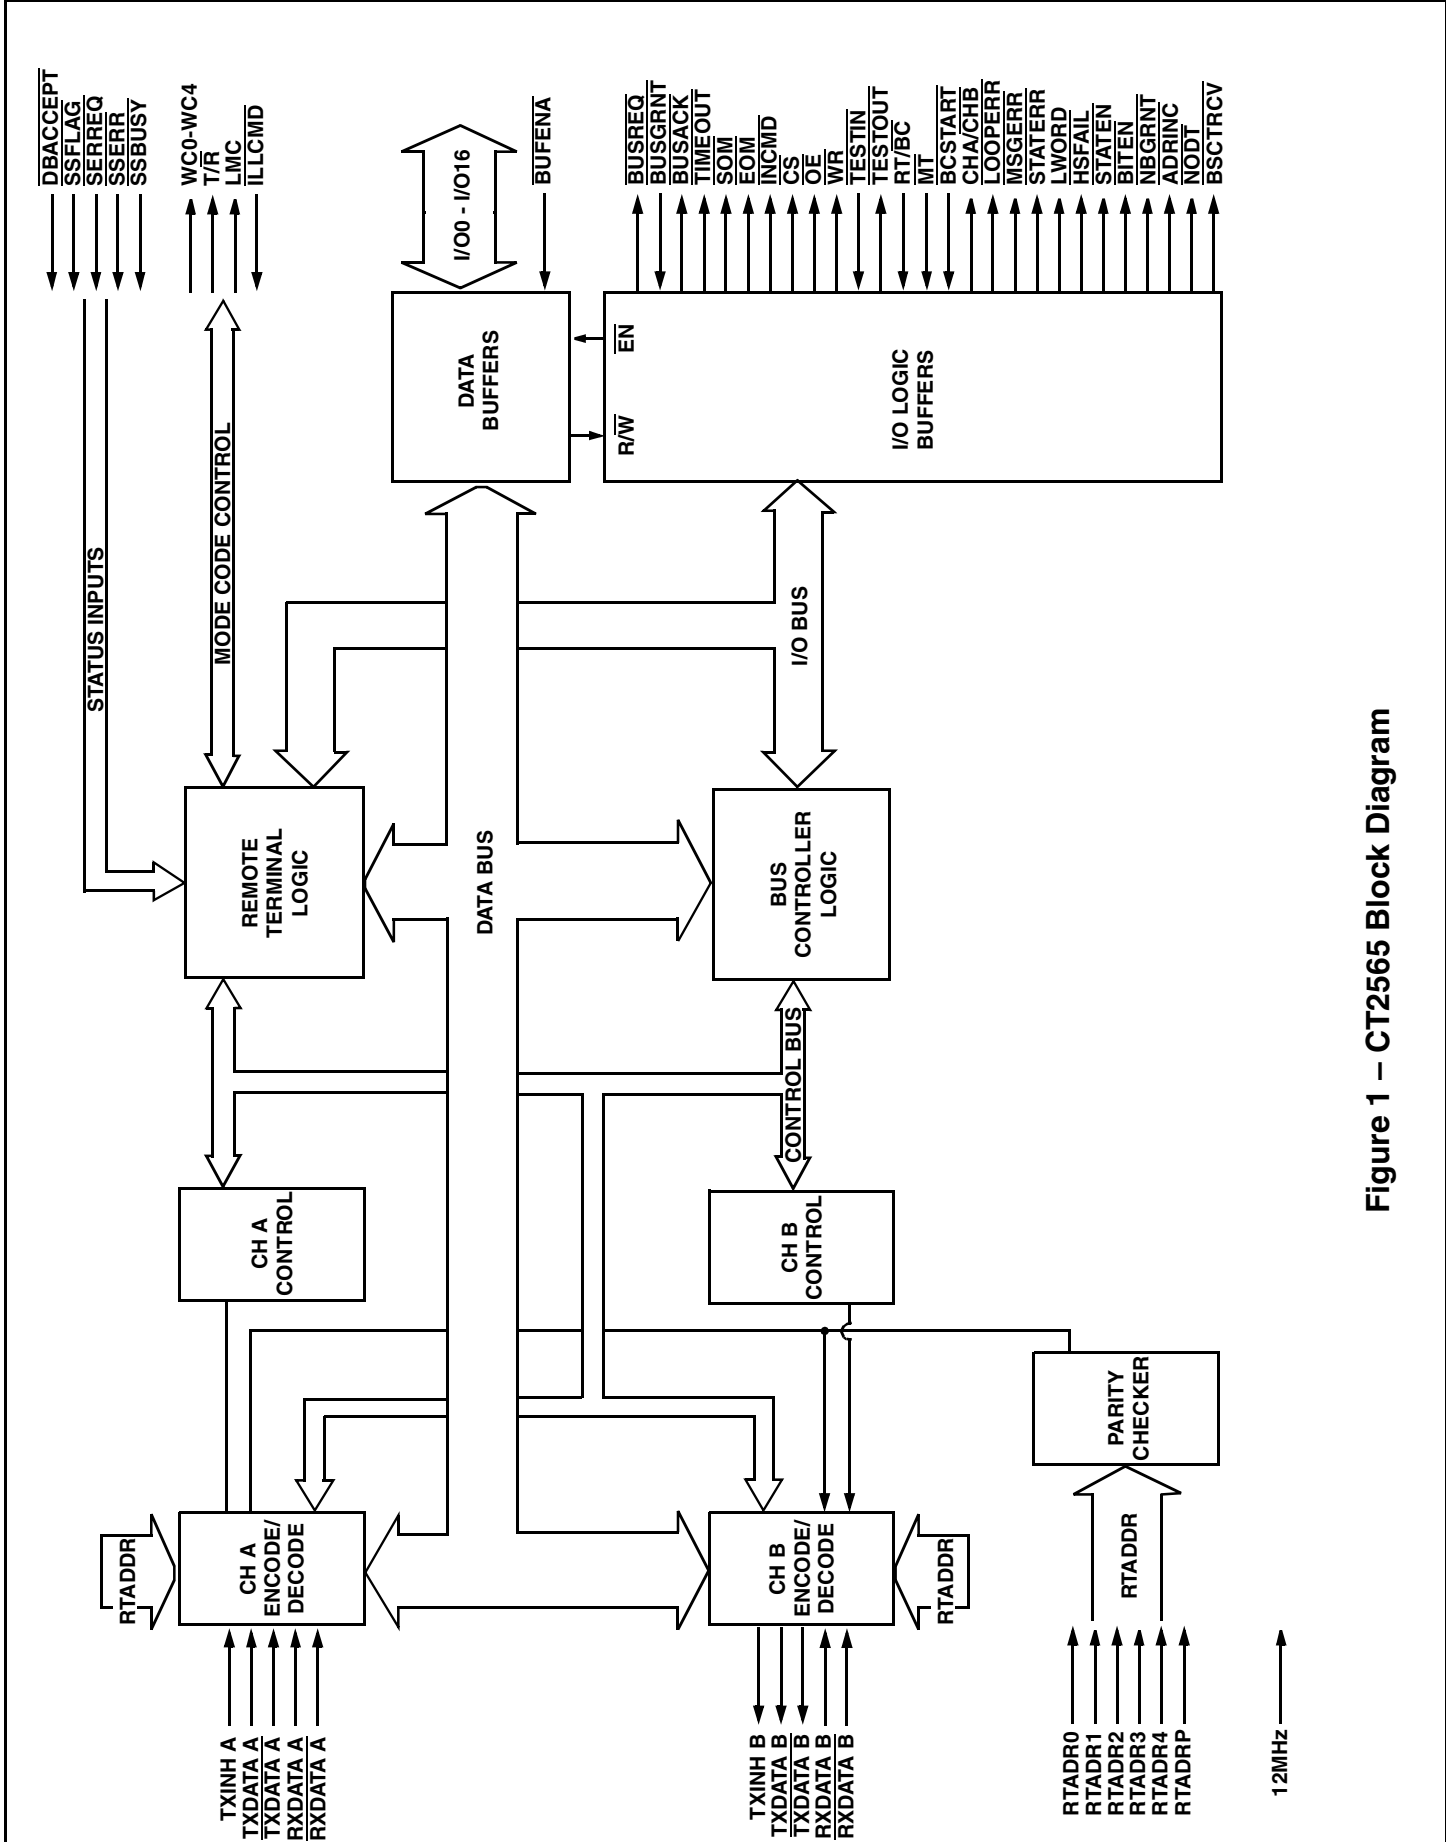 TXINH A
TXDATA A
TXDATA A
RXDATA A
RXDATA A
RTADDR
CH A
ENCODE/
DECODE
CH A
CONTROL
REMOTE
TERMINAL
LOGIC
STATUS INPUTS
MODE CODE CONTROL
DBACCEPT
SSFLAG
SERREQ
SSERR
SSBUSY
WC0-WC4
T/R
LMC
ILLCMD
DATA BUS
DATA
BUFFERS
I/O0 - I/O16
BUFENA
R/W
EN
TXINH B
TXDATA B
TXDATA B
RXDATA B
RXDATA B
CH B
ENCODE/
DECODE
RTADDR
CH B
CONTROL
CONTROL BUS
BUS
CONTROLLER
LOGIC
I/O BUS
I/O LOGIC
BUFFERS
BUSREQ
BUSGRNT
BUSACK
TIMEOUT
SOM
EOM
INCMD
CS
OE
WR
TESTIN
TESTOUT
RT/BC
MT
BCSTART
CHA/CHB
LOOPERR
MSGERR
STATERR
LWORD
HSFAIL
STATEN
BITEN
NBGRNT
ADRINC
NODT
BSCTRCV
RTADR0
RTADR1
RTADR2
RTADR3
RTADR4
RTADRP
RTADDR
PARITY
CHECKER
12MHz
Figure 1 – CT2565 Block Diagram